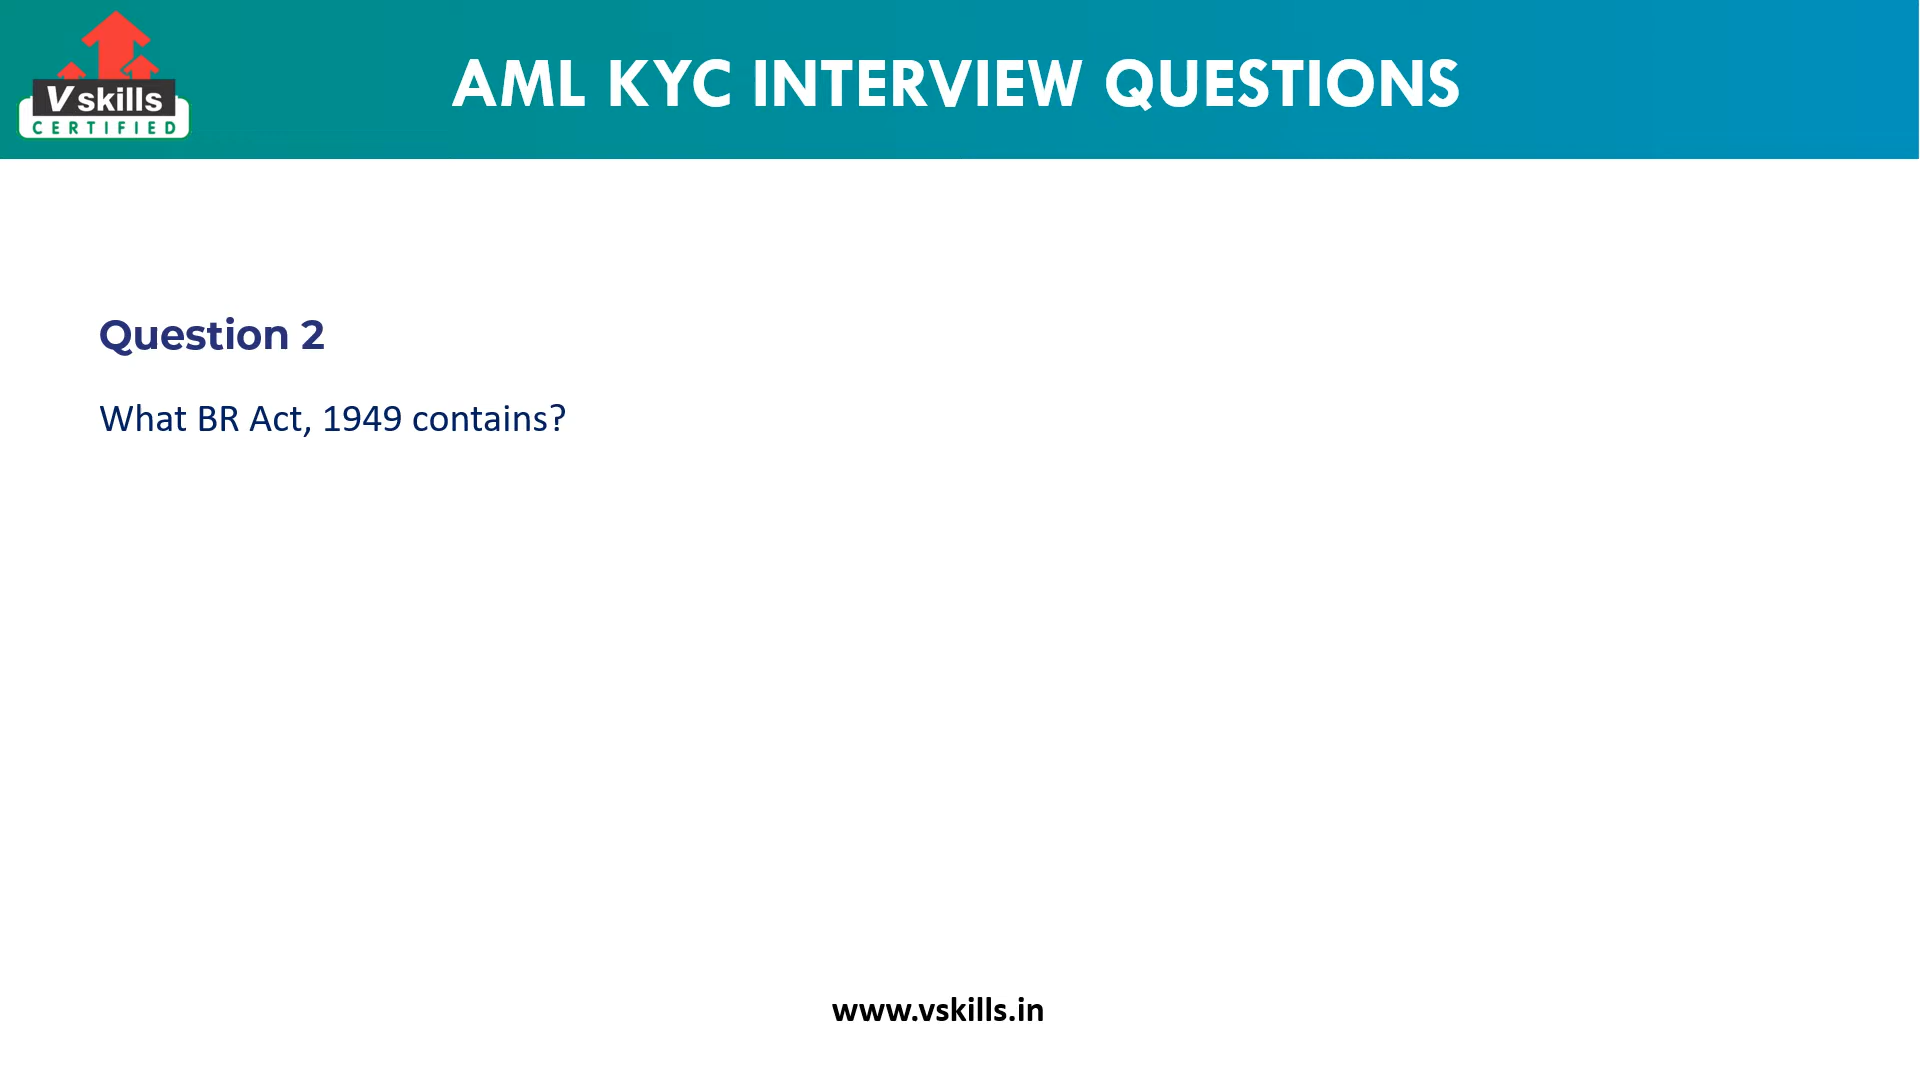 V skills
CERTIFIED
AML KYC INTERVIEW QUESTIONS
Question 2
What BR Act, 1949 contains?
www.vskills.in